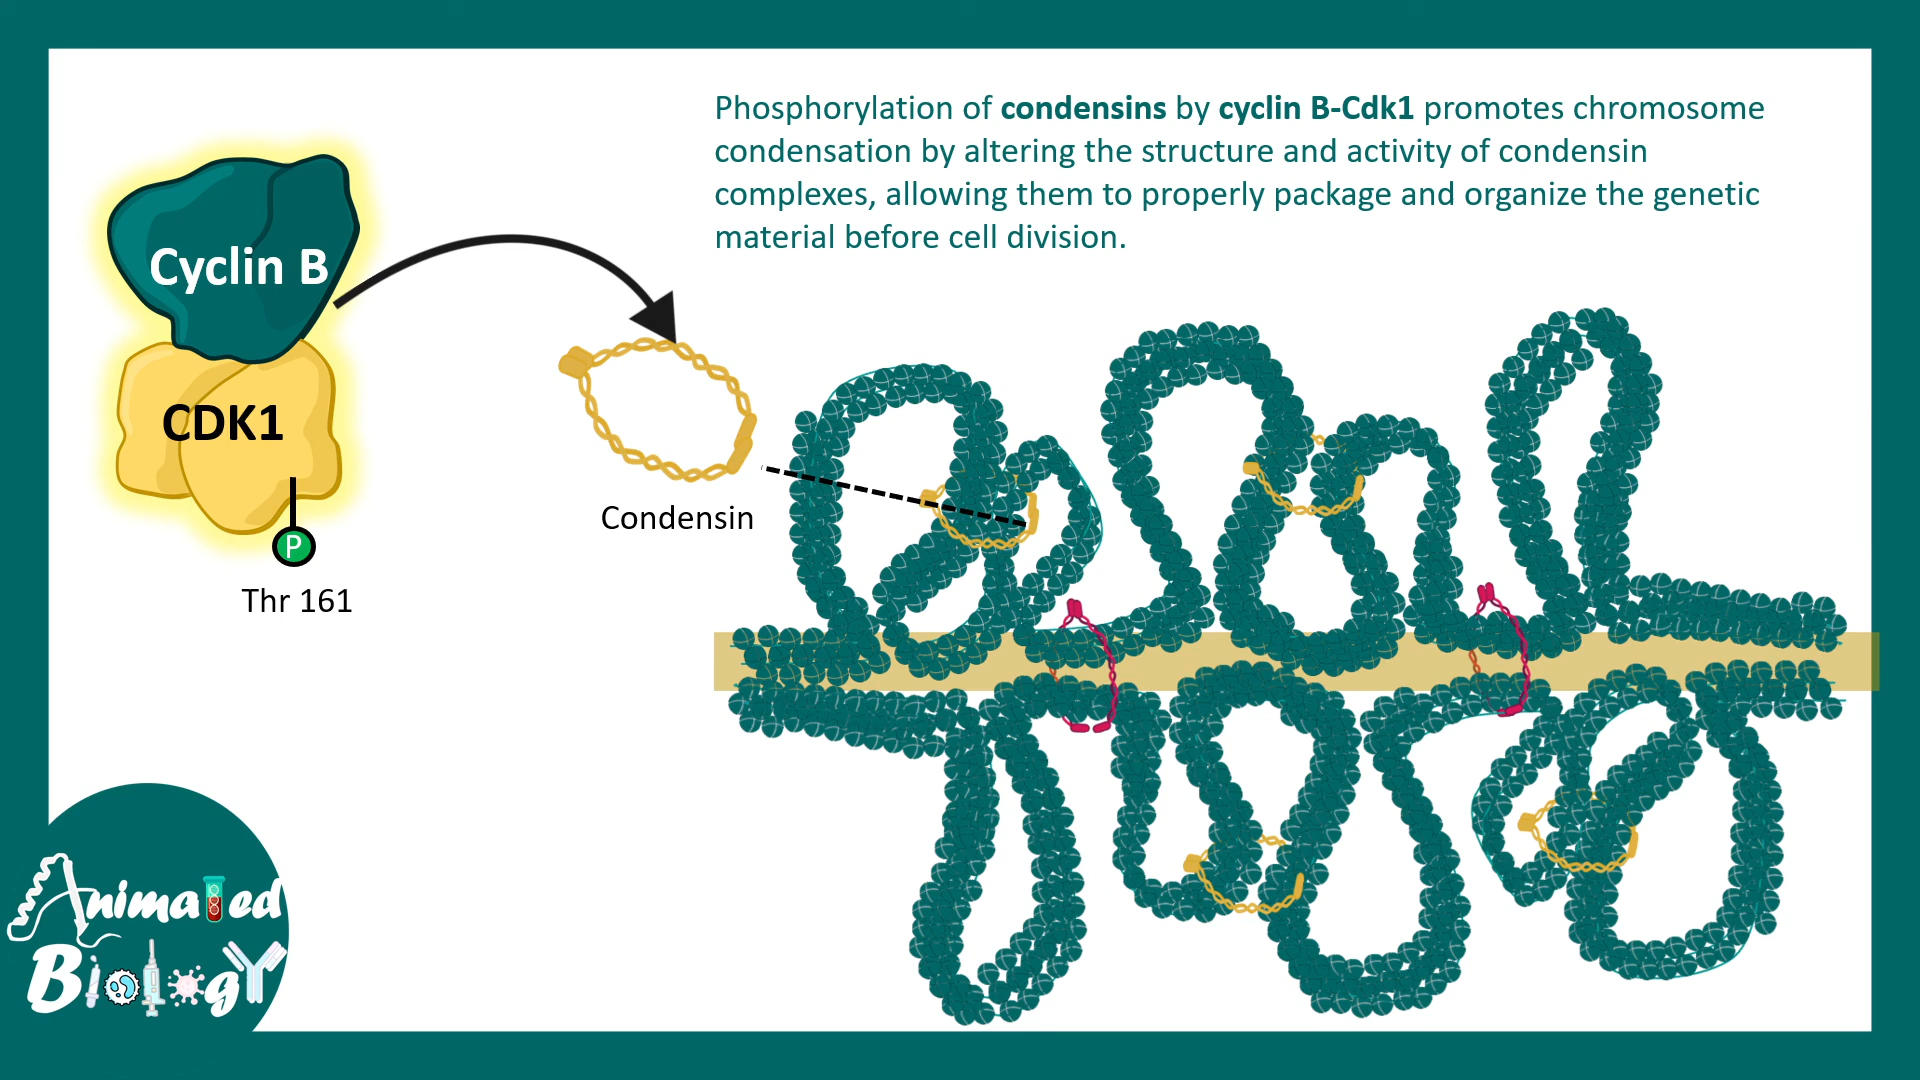 Phosphorylation of condensins by cyclin B-Cdk1 promotes chromosome
condensation by altering the structure and activity of condensin
complexes, allowing them to properly package and organize the genetic
material before cell division.
Cyclin B
CDK1
P
Thr 161
Condensin
Animated
Biology